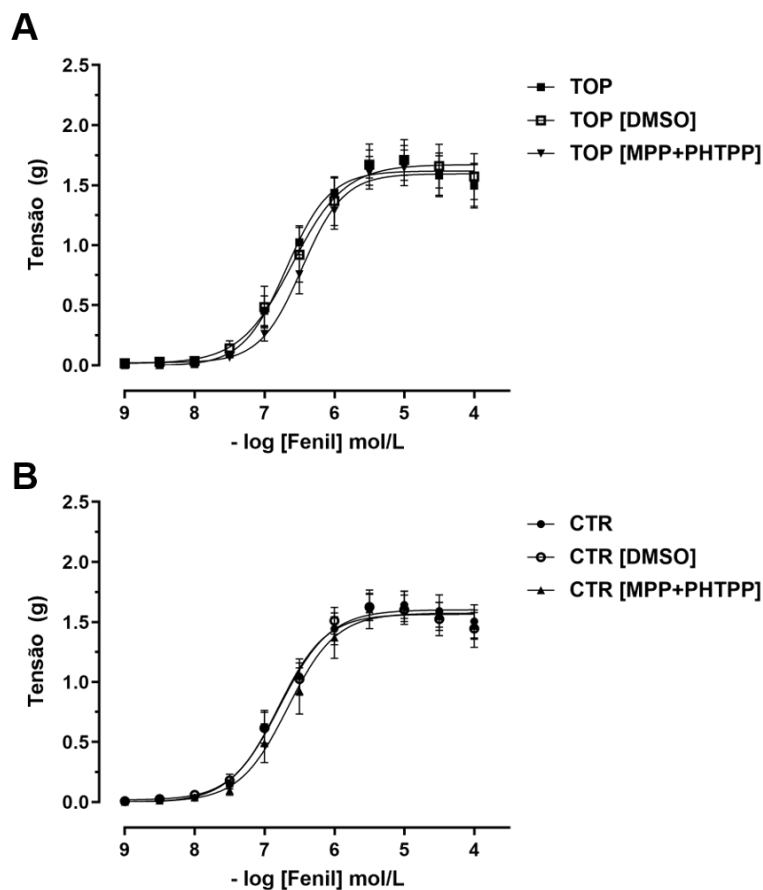 A
2.5
2.0
1.5
1.0
0.5
0.0
Tensão (g)
9 8 7 6 5 4
- log [Fenil] mol/L
TOP
TOP [DMSO]
TOP [MPP+PHTPP]
B
2.5
2.0
1.5
1.0
0.5
0.0
Tensão (g)
9 8 7 6 5 4
- log [Fenil] mol/L
CTR
CTR [DMSO]
CTR [MPP+PHTPP]